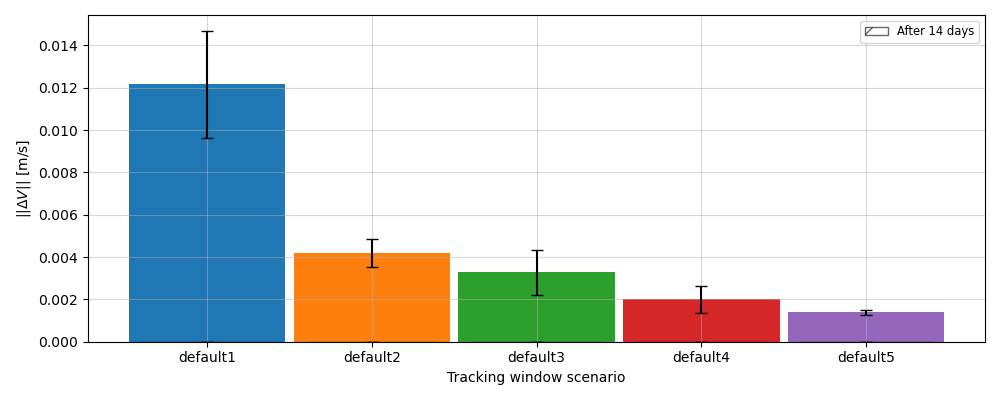 After 14 days
0.014
0.012
0.010
0.008
0.006
0.004
0.002
0.000
||ΔV|| [m/s]
default1 default2 default3 default4 default5
Tracking window scenario